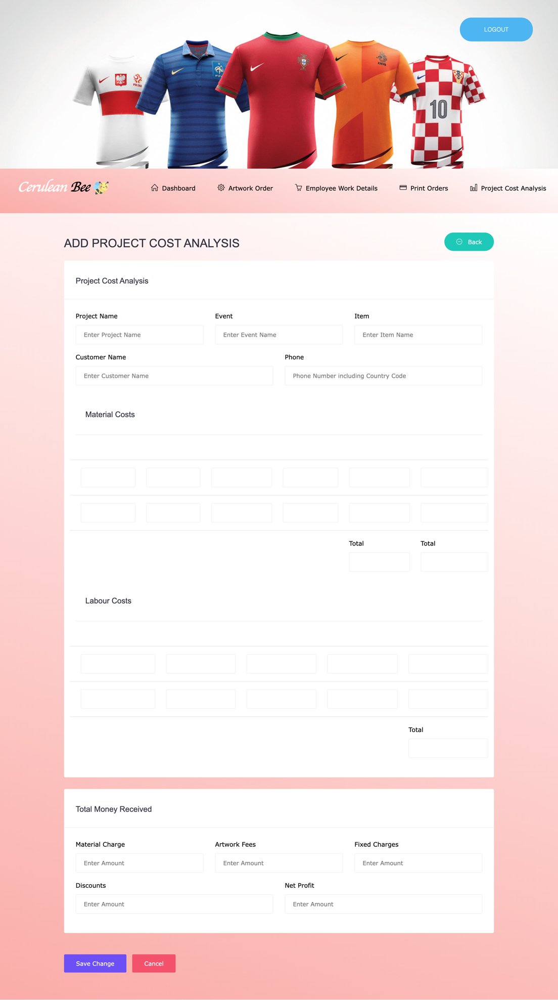 LOGOUT
POLSKA
FFF
KNVB
10
Cerulean Bee
Dashboard
Artwork Order
Employee Work Details
Print Orders
Project Cost Analysis
ADD PROJECT COST ANALYSIS
Back
Project Cost Analysis
Project Name
Event
Item
Enter Project Name
Enter Event Name
Enter Item Name
Customer Name
Phone
Enter Customer Name
Phone Number including Country Code
Material Costs
Total
Total
Labour Costs
Total
Total Money Received
Material Charge
Artwork Fees
Fixed Charges
Enter Amount
Enter Amount
Enter Amount
Discounts
Net Profit
Enter Amount
Enter Amount
Save Change
Cancel